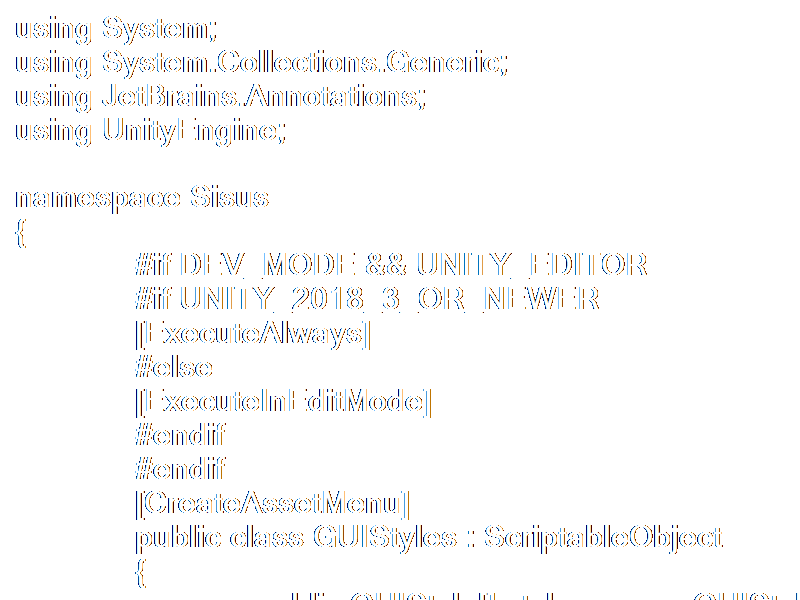 using System;
using System.Collections.Generic;
using JetBrains.Annotations;
using UnityEngine;

namespace Sisus
{
#if DEV_MODE && UNITY_EDITOR
#if UNITY_2018_3_OR_NEWER
[ExecuteAlways]
#else
[ExecuteInEditMode]
#endif
#endif
[CreateAssetMenu]
public class GUIStyles : ScriptableObject
{